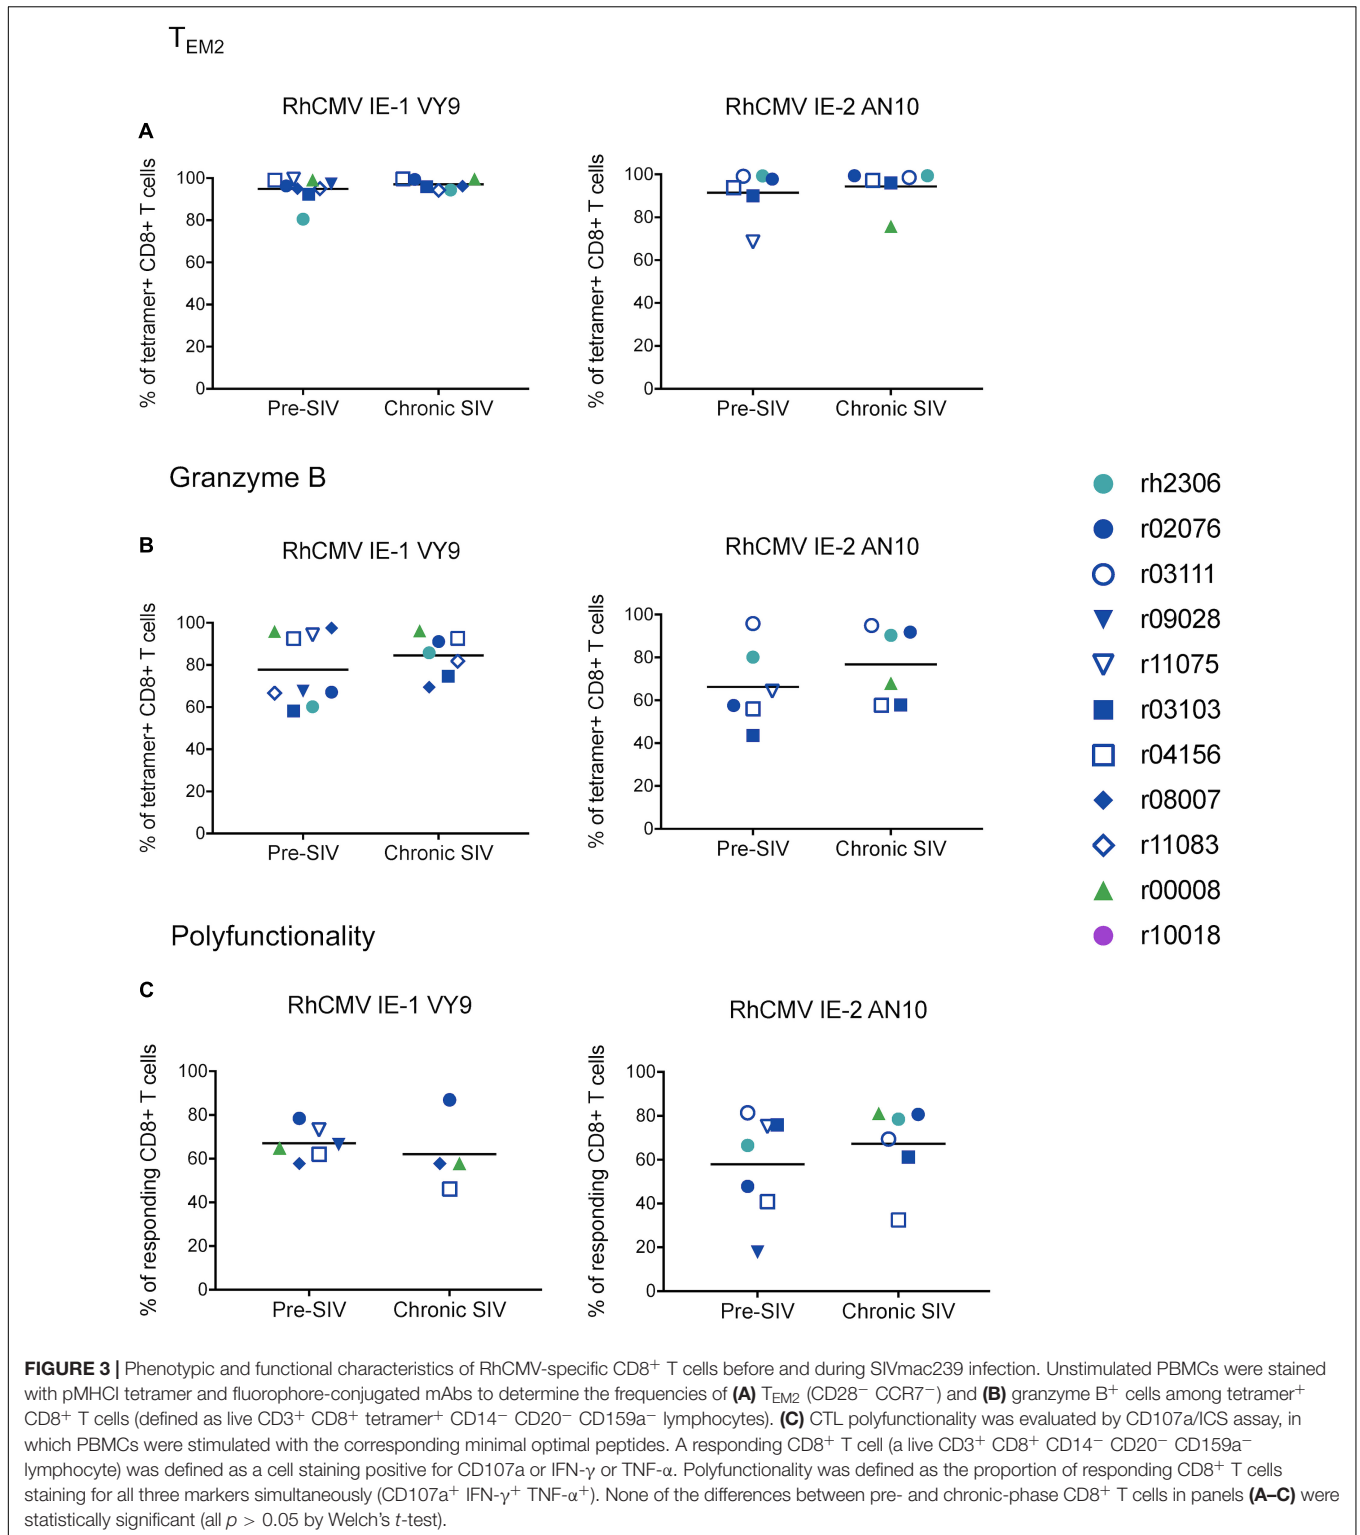 TEM2
RhCMV IE-1 VY9
RhCMV IE-2 AN10
A
% of tetramer+ CD8+ T cells
100
80
60
40
20
0
Pre-SIV
Chronic SIV
% of tetramer+ CD8+ T cells
100
80
60
40
20
0
Pre-SIV
Chronic SIV
Granzyme B
B
RhCMV IE-1 VY9
RhCMV IE-2 AN10
% of tetramer+ CD8+ T cells
100
80
60
40
20
0
Pre-SIV
Chronic SIV
% of tetramer+ CD8+ T cells
100
80
60
40
20
0
Pre-SIV
Chronic SIV
rh2306
r02076
r03111
r09028
r11075
r03103
r04156
r08007
r11083
r00008
r10018
Polyfunctionality
C
RhCMV IE-1 VY9
RhCMV IE-2 AN10
% of responding CD8+ T cells
100
80
60
40
20
0
Pre-SIV
Chronic SIV
% of responding CD8+ T cells
100
80
60
40
20
0
Pre-SIV
Chronic SIV
FIGURE 3 | Phenotypic and functional characteristics of RhCMV-specific CD8+ T cells before and during SIVmac239 infection. Unstimulated PBMCs were stained
with pMHCI tetramer and fluorophore-conjugated mAbs to determine the frequencies of (A) TEM2 (CD28− CCR7−) and (B) granzyme B+ cells among tetramer+
CD8+ T cells (defined as live CD3+ CD8+ tetramer+ CD14− CD20− CD159a− lymphocytes). (C) CTL polyfunctionality was evaluated by CD107a/ICS assay, in
which PBMCs were stimulated with the corresponding minimal optimal peptides. A responding CD8+ T cell (a live CD3+ CD8+ CD14− CD20− CD159a−
lymphocyte) was defined as a cell staining positive for CD107a or IFN-γ or TNF-α. Polyfunctionality was defined as the proportion of responding CD8+ T cells
staining for all three markers simultaneously (CD107a+ IFN-γ+ TNF-α+). None of the differences between pre- and chronic-phase CD8+ T cells in panels (A–C) were
statistically significant (all p > 0.05 by Welch's t-test).